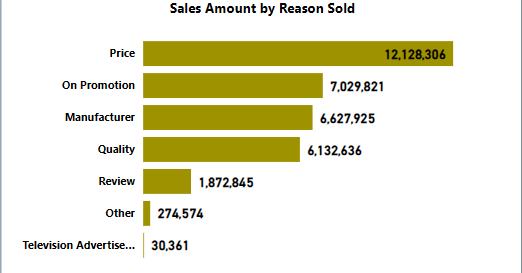 Sales Amount by Reason Sold
Price 12,128,306
On Promotion 7,029,821
Manufacturer 6,627,925
Quality 6,132,636
Review 1,872,845
Other 274,574
Television Advertise... 30,361